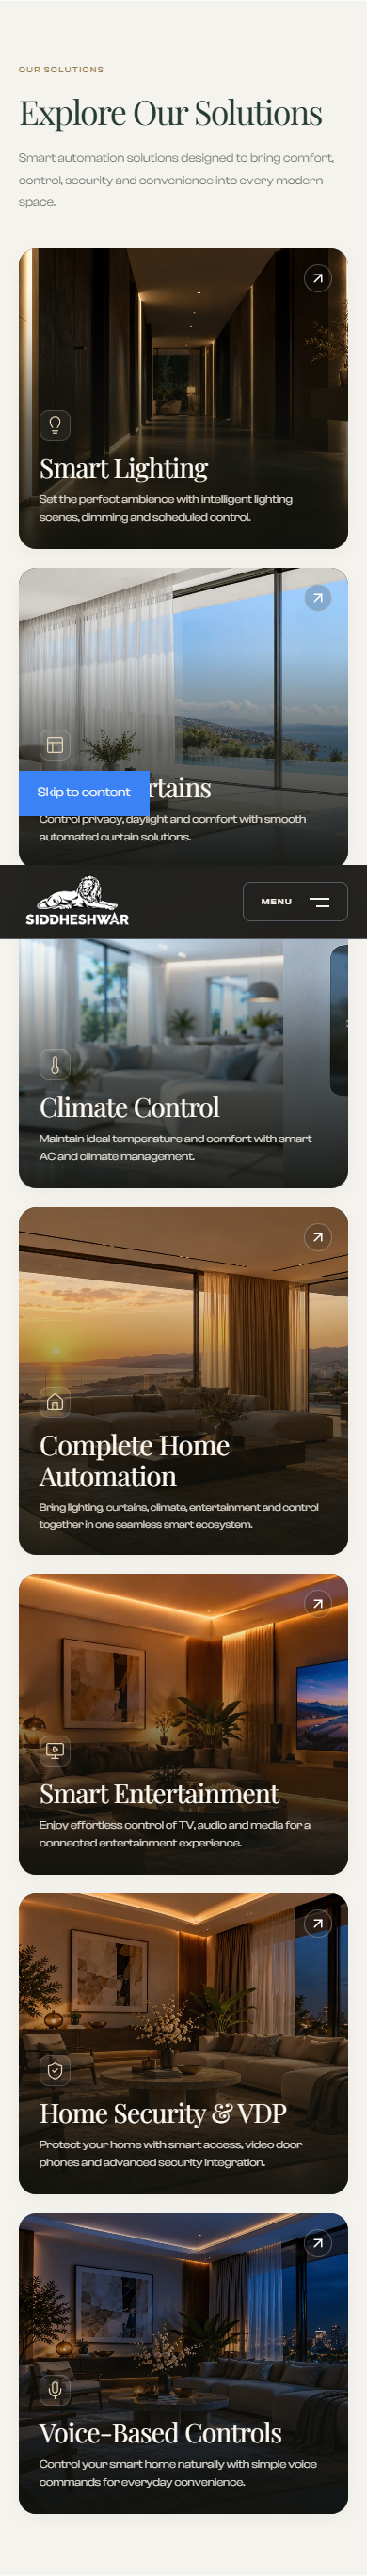 OUR SOLUTIONS
Explore Our Solutions
Smart automation solutions designed to bring comfort,
control, security and convenience into every modern
space.
Smart Lighting
Set the perfect ambience with intelligent lighting
scenes, dimming and scheduled control.
Skip to content
rtains
Control privacy, daylight and comfort with smooth
automated curtain solutions.
SIDDHESHWAR
MENU
Climate Control
Maintain ideal temperature and comfort with smart
AC and climate management.
Complete Home
Automation
Bring lighting, curtains, climate, entertainment and control
together in one seamless smart ecosystem.
Smart Entertainment
Enjoy effortless control of TV, audio and media for a
connected entertainment experience.
Home Security & VDP
Protect your home with smart access, video door
phones and advanced security integration.
Voice-Based Controls
Control your smart home naturally with simple voice
commands for everyday convenience.